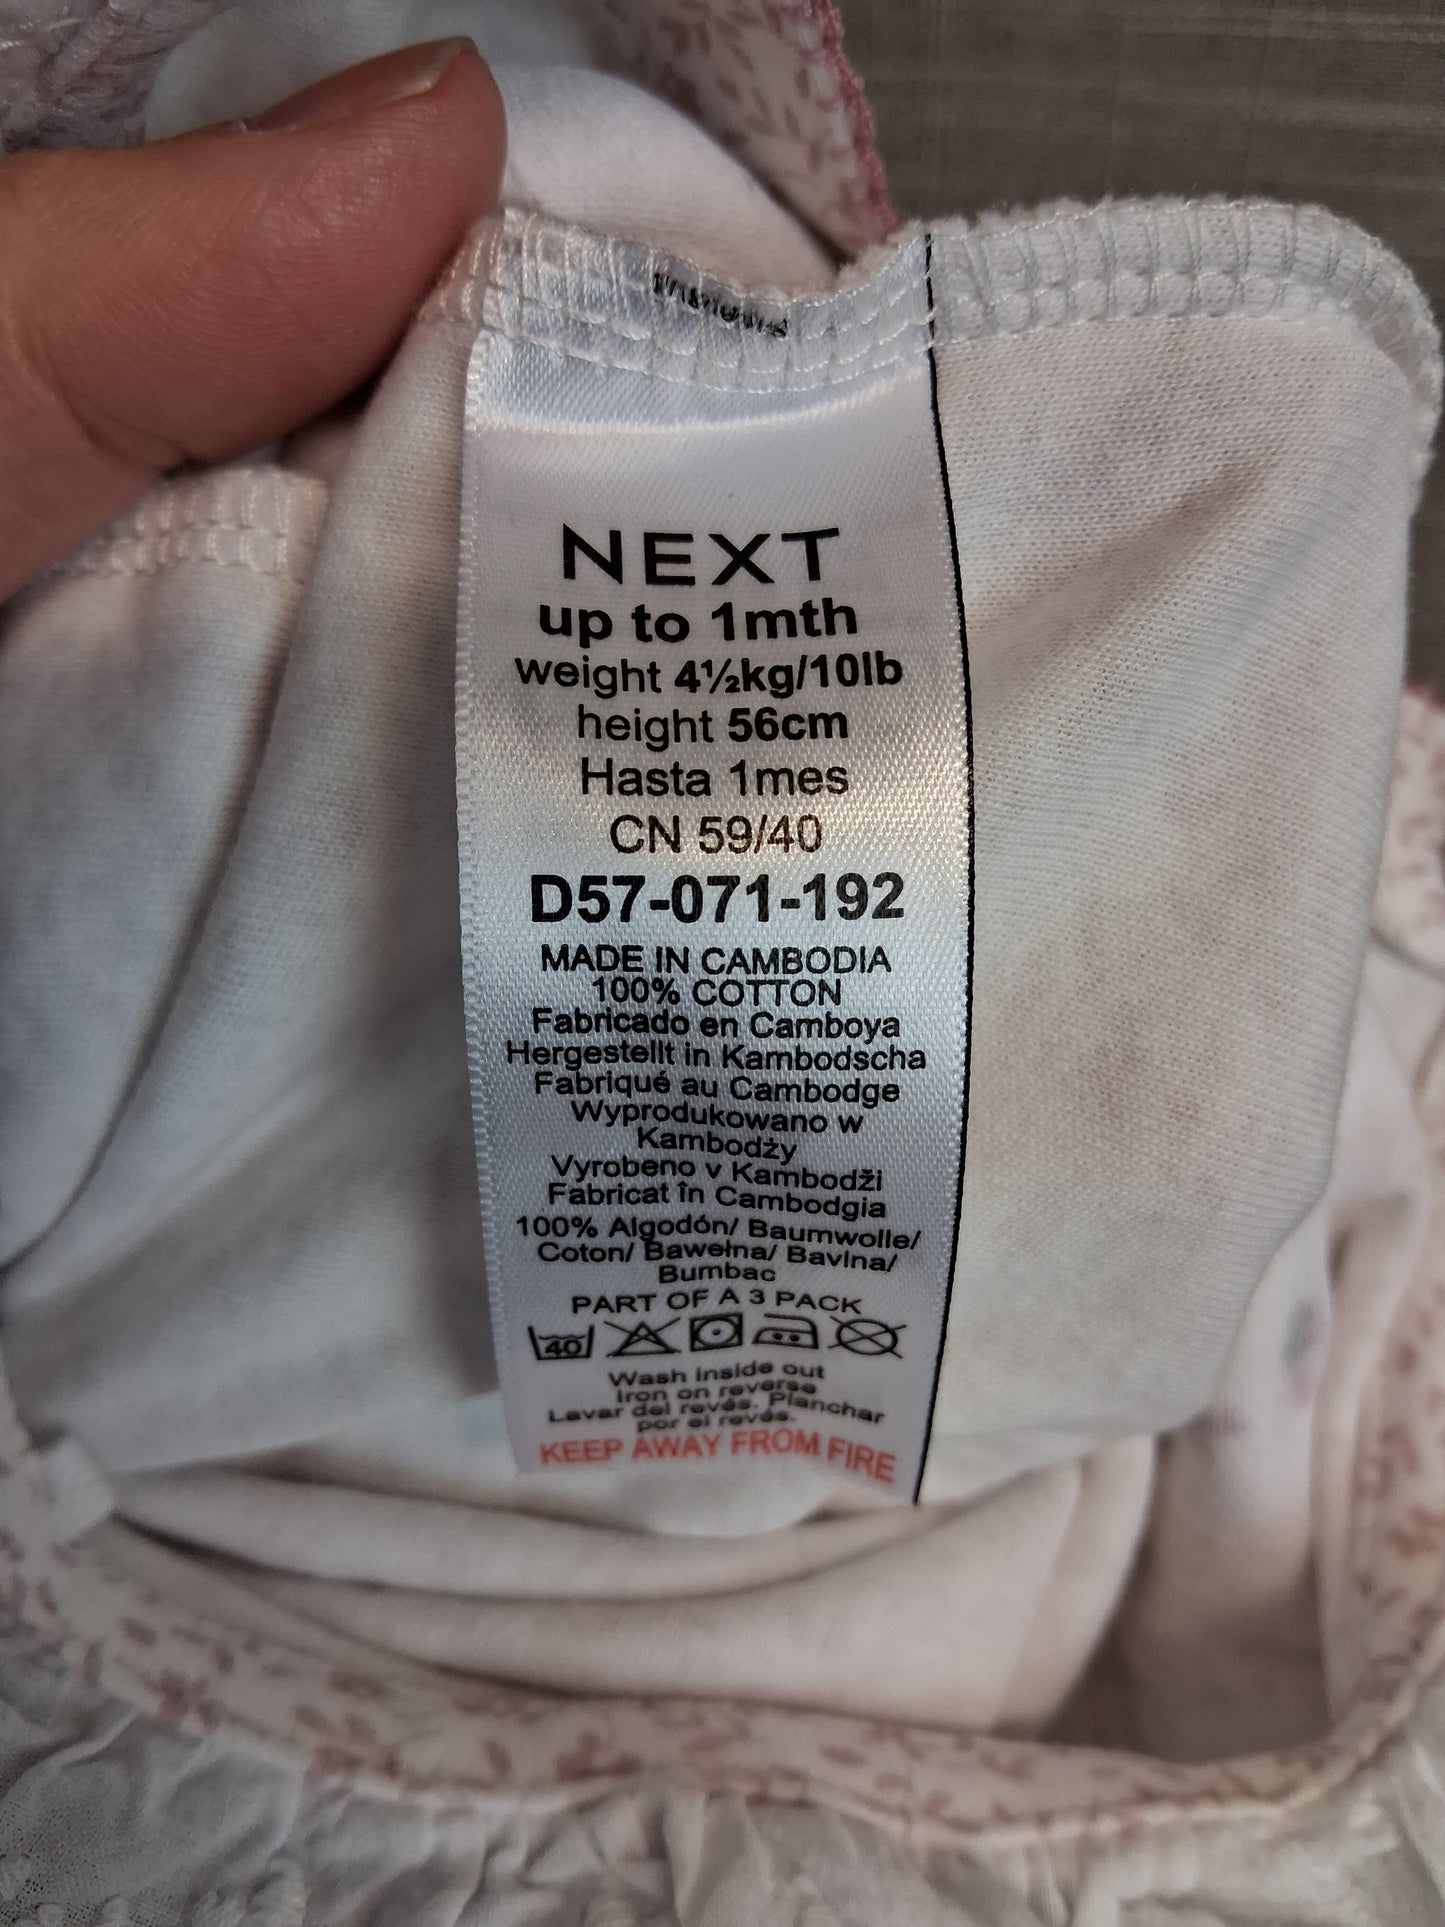 NEXT
up to 1mth
weight 4½kg/10lb
height 56cm
Hasta 1mes
CN 59/40
D57-071-192
MADE IN CAMBODIA
100% COTTON
Fabricado en Camboya
Hergestellt in Kambodscha
Fabriqué au Cambodge
Wyprodukowano w
Kambodży
Vyrobeno v Kambodži
Fabricat în Cambodgia
100% Algodón/ Baumwolle/
Coton/ Bawełna/ Bavlna/
Bumbac
PART OF A 3 PACK
40
Wash inside out
Iron on reverse
Lavar del revés. Planchar
por el revés.
KEEP AWAY FROM FIRE